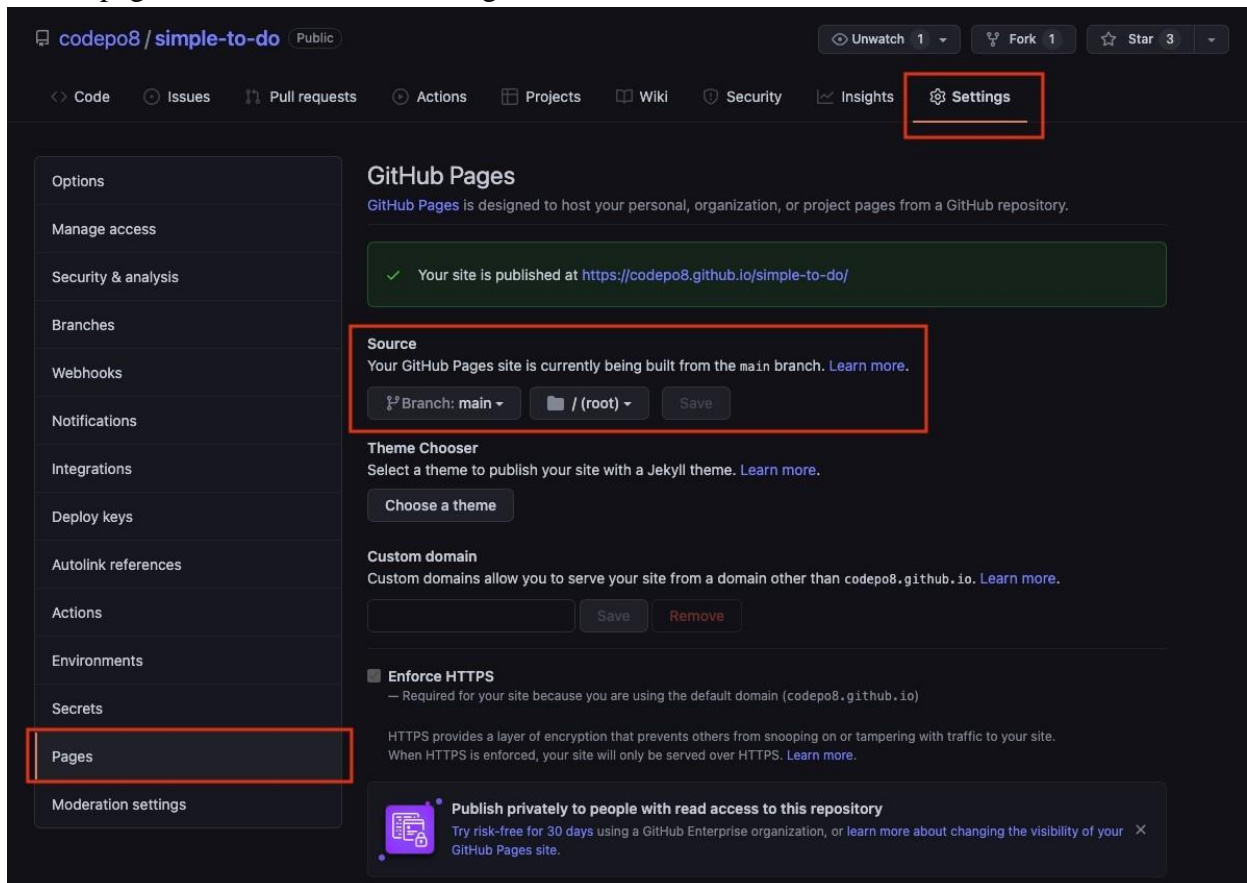 codepo8 / simple-to-do Public
Unwatch 1 Fork 1 Star 3
Code Issues Pull requests Actions Projects Wiki Security Insights Settings
Options
Manage access
Security & analysis
Branches
Webhooks
Notifications
Integrations
Deploy keys
Autolink references
Actions
Environments
Secrets
Pages
Moderation settings
GitHub Pages
GitHub Pages is designed to host your personal, organization, or project pages from a GitHub repository.
Your site is published at https://codepo8.github.io/simple-to-do/
Source
Your GitHub Pages site is currently being built from the main branch. Learn more.
Branch: main / (root) Save
Theme Chooser
Select a theme to publish your site with a Jekyll theme. Learn more.
Choose a theme
Custom domain
Custom domains allow you to serve your site from a domain other than codepo8.github.io. Learn more.
Save Remove
Enforce HTTPS
— Required for your site because you are using the default domain (codepo8.github.io)
HTTPS provides a layer of encryption that prevents others from snooping on or tampering with traffic to your site.
When HTTPS is enforced, your site will only be served over HTTPS. Learn more.
Publish privately to people with read access to this repository
Try risk-free for 30 days using a GitHub Enterprise organization, or learn more about changing the visibility of your
GitHub Pages site.